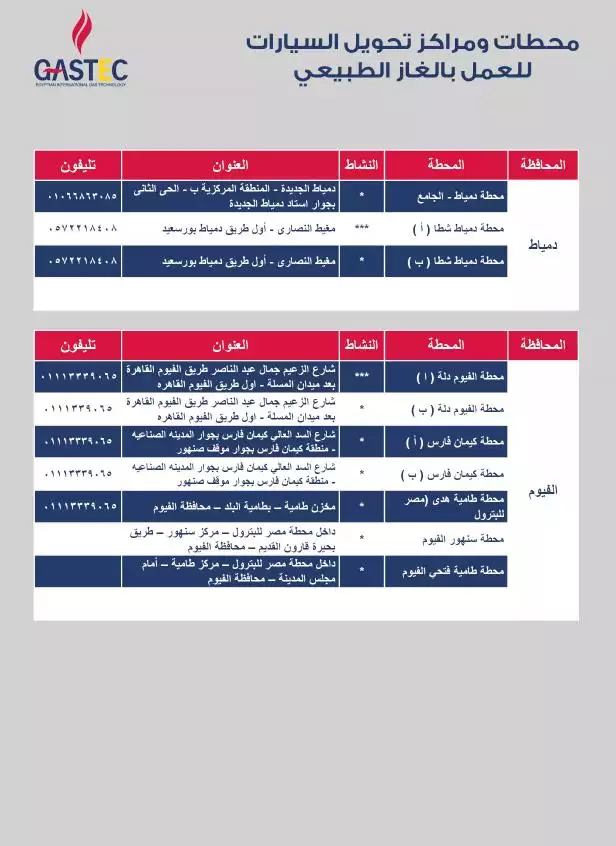 محطات ومراكز تحويل السيارات
للعمل بالغاز الطبيعي
GASTEC
EGYPTIAN INTERNATIONAL GAS TECHNOLOGY
المحافظة المحطة النشاط العنوان تليفون
دمياط
محطة دمياط - الجامع * دمياط الجديدة - المنطقة المركزية ب - الحى الثانى ٠١٠٦٦٨٦٣٠٨٥
بجوار استاد دمياط الجديدة
محطة دمياط شطا ( أ ) *** مغيط النصارى - أول طريق دمياط بورسعيد ٠٥٧٢٢١٨٤٠٨
محطة دمياط شطا ( ب ) * مغيط النصارى - أول طريق دمياط بورسعيد ٠٥٧٢٢١٨٤٠٨
المحافظة المحطة النشاط العنوان تليفون
الفيوم
محطة الفيوم دلة ( ا ) *** شارع الزعيم جمال عبد الناصر طريق الفيوم القاهرة ٠١١١٣٣٣٩٠٦٥
بعد ميدان المسلة - اول طريق الفيوم القاهره
محطة الفيوم دلة ( ب ) * شارع الزعيم جمال عبد الناصر طريق الفيوم القاهرة ٠١١١٣٣٣٩٠٦٥
بعد ميدان المسلة - اول طريق الفيوم القاهره
محطة كيمان فارس ( أ ) * شارع السد العالي كيمان فارس بجوار المدينه الصناعيه ٠١١١٣٣٣٩٠٦٥
- منطقة كيمان فارس بجوار موقف صنهور
محطة كيمان فارس ( ب ) * شارع السد العالي كيمان فارس بجوار المدينه الصناعيه ٠١١١٣٣٣٩٠٦٥
- منطقة كيمان فارس بجوار موقف صنهور
محطة طامية هدى (مصر * مخزن طامية – بطامية البلد – محافظة الفيوم ٠١١١٣٣٣٩٠٦٥
للبترول
محطة سنهور الفيوم * داخل محطة مصر للبترول – مركز سنهور – طريق
بحيرة قارون القديم – محافظة الفيوم
محطة طامية فتحي الفيوم * داخل محطة مصر للبترول – مركز طامية – أمام
مجلس المدينة – محافظة الفيوم